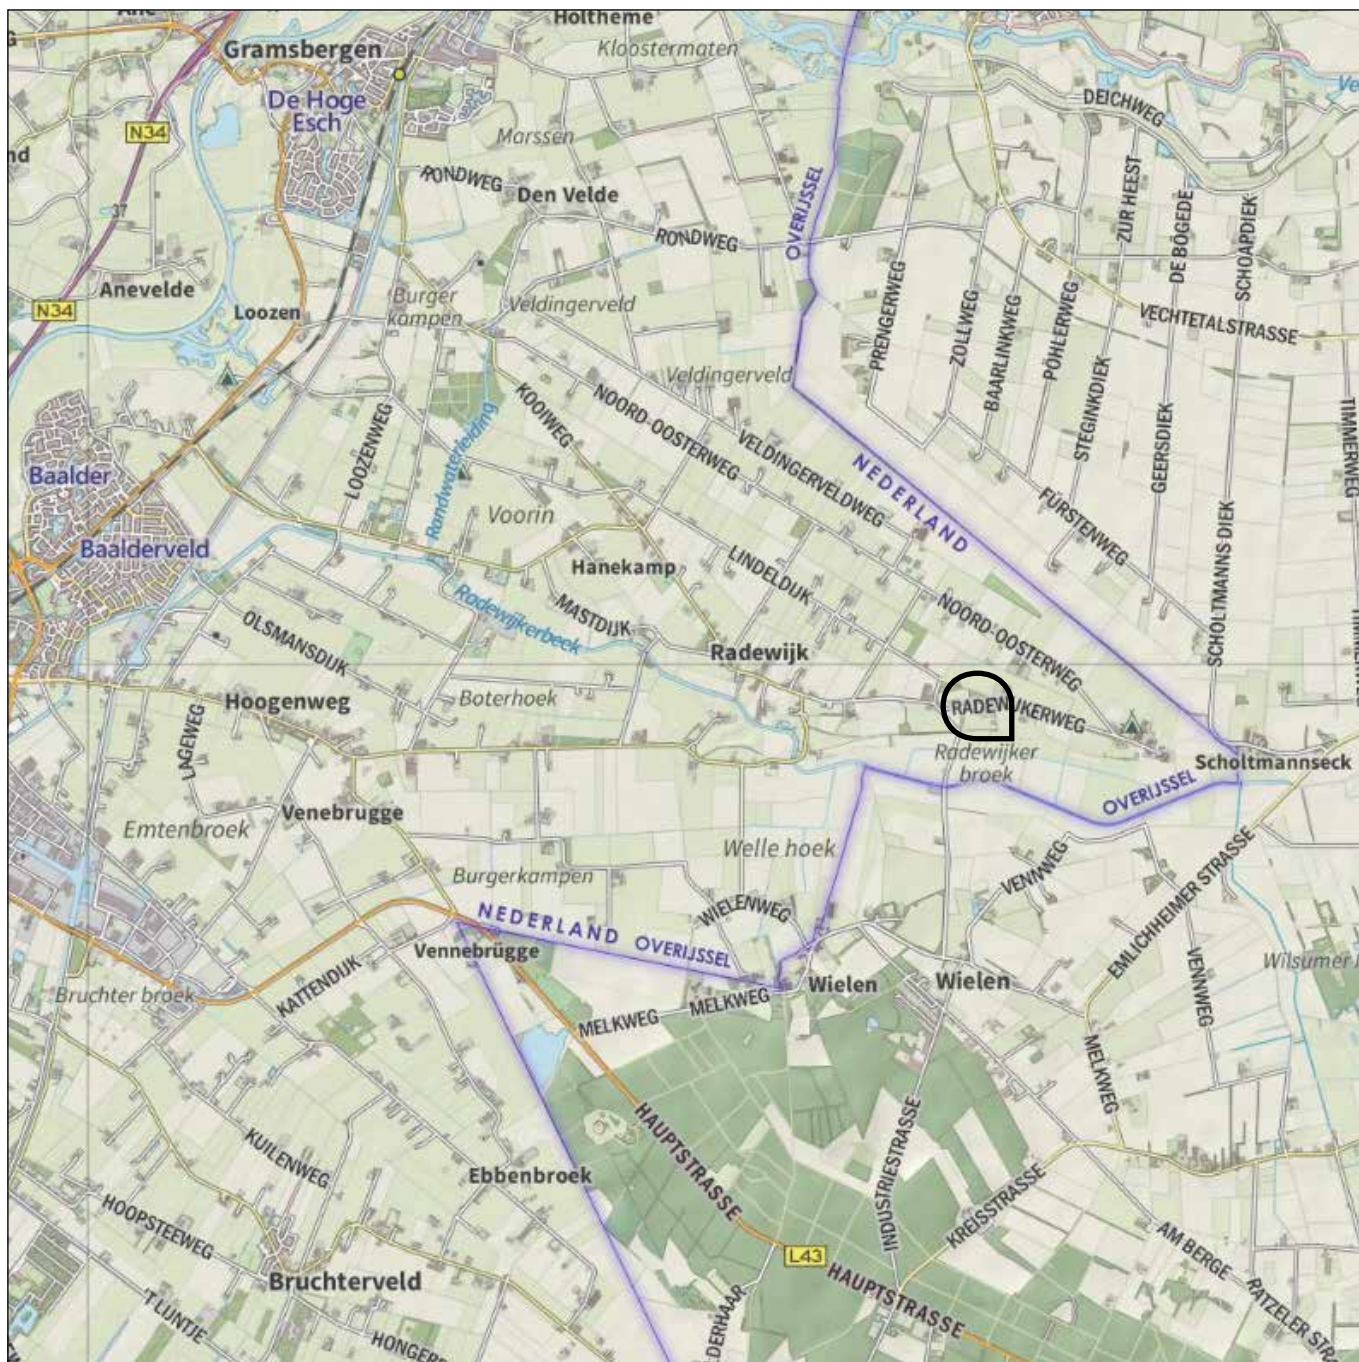 Holtheme
Gramsbergen
Kloostermaten
De Hoge
Esch
DEICHWEG
N34
Marssen
RONDWEG
Den Velde
OVERIJSSEL
ZUR HEEST
DE BÖGEDE
SCHOAPDIEK
37
RONDWEG
Anevelde
N34
Loozen
Burger
kampen
Veldingerveld
PRENGERWEG
ZOLLWEG
BAARLINKWEG
PÖHLERWEG
VECHTETALSTRASSE
Veldingerveld
STEGINKDIEK
GEERSDIEK
TIMMERWEG
KOOIWEG
NOORD-OOSTERWEG
VELDINGERVELDWEG
NEDERLAND
LOOZENWEG
Randwaterleiding
Baalder
Voorin
FÜRSTENWEG
SCHOLTMANNS DIEK
Baalderveld
Hanekamp
LINDELDIJK
Radewijkerbeek
MASTDIJK
NOORD-OOSTERWEG
OLSMANSDIJK
Radewijk
Hoogenweg
Boterhoek
RADEWIJKERWEG
LAGEWEG
Radewijker
broek
Scholtmannseck
OVERIJSSEL
Venebrugge
Emtenbroek
Welle hoek
VENNWEG
EMLICHHEIMER STRASSE
Burgerkampen
WIELENWEG
NEDERLAND OVERIJSSEL
Vennebrügge
KATTENDIJK
Bruchter broek
Wielen
Wielen
VENNWEG
Wilsumer
MELKWEG
MELKWEG
MELKWEG
HAUPTSTRASSE
INDUSTRIESTRASSE
KUILENWEG
Ebbenbroek
KREISSTRASSE
HOOPSTEEWEG
AM BERGE
L43
Bruchterveld
HAUPTSTRASSE
RATZELER STRA
'T LIJNTJE
DERHAAR